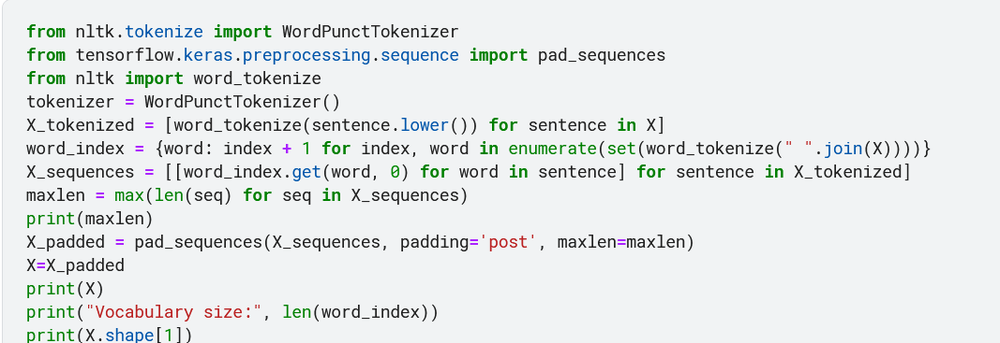 from nltk.tokenize import WordPunctTokenizer
from tensorflow.keras.preprocessing.sequence import pad_sequences
from nltk import word_tokenize
tokenizer = WordPunctTokenizer()
X_tokenized = [word_tokenize(sentence.lower()) for sentence in X]
word_index = {word: index + 1 for index, word in enumerate(set(word_tokenize(" ".join(X))))}
X_sequences = [[word_index.get(word, 0) for word in sentence] for sentence in X_tokenized]
maxlen = max(len(seq) for seq in X_sequences)
print(maxlen)
X_padded = pad_sequences(X_sequences, padding='post', maxlen=maxlen)
X=X_padded
print(X)
print("Vocabulary size:", len(word_index))
print(X.shape[1])